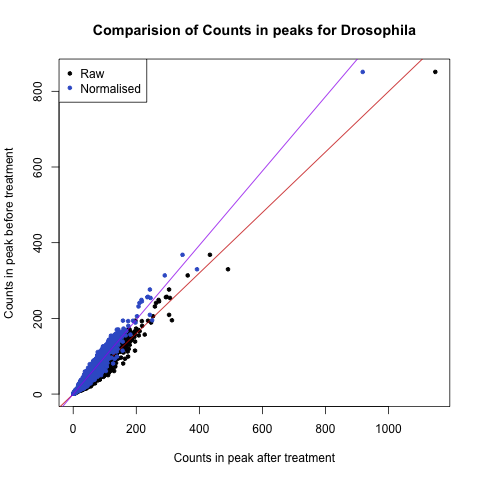 Comparision of Counts in peaks for Drosophila
Raw
Normalised
Counts in peak before treatment
800
600
400
200
0
0 200 400 600 800 1000
Counts in peak after treatment